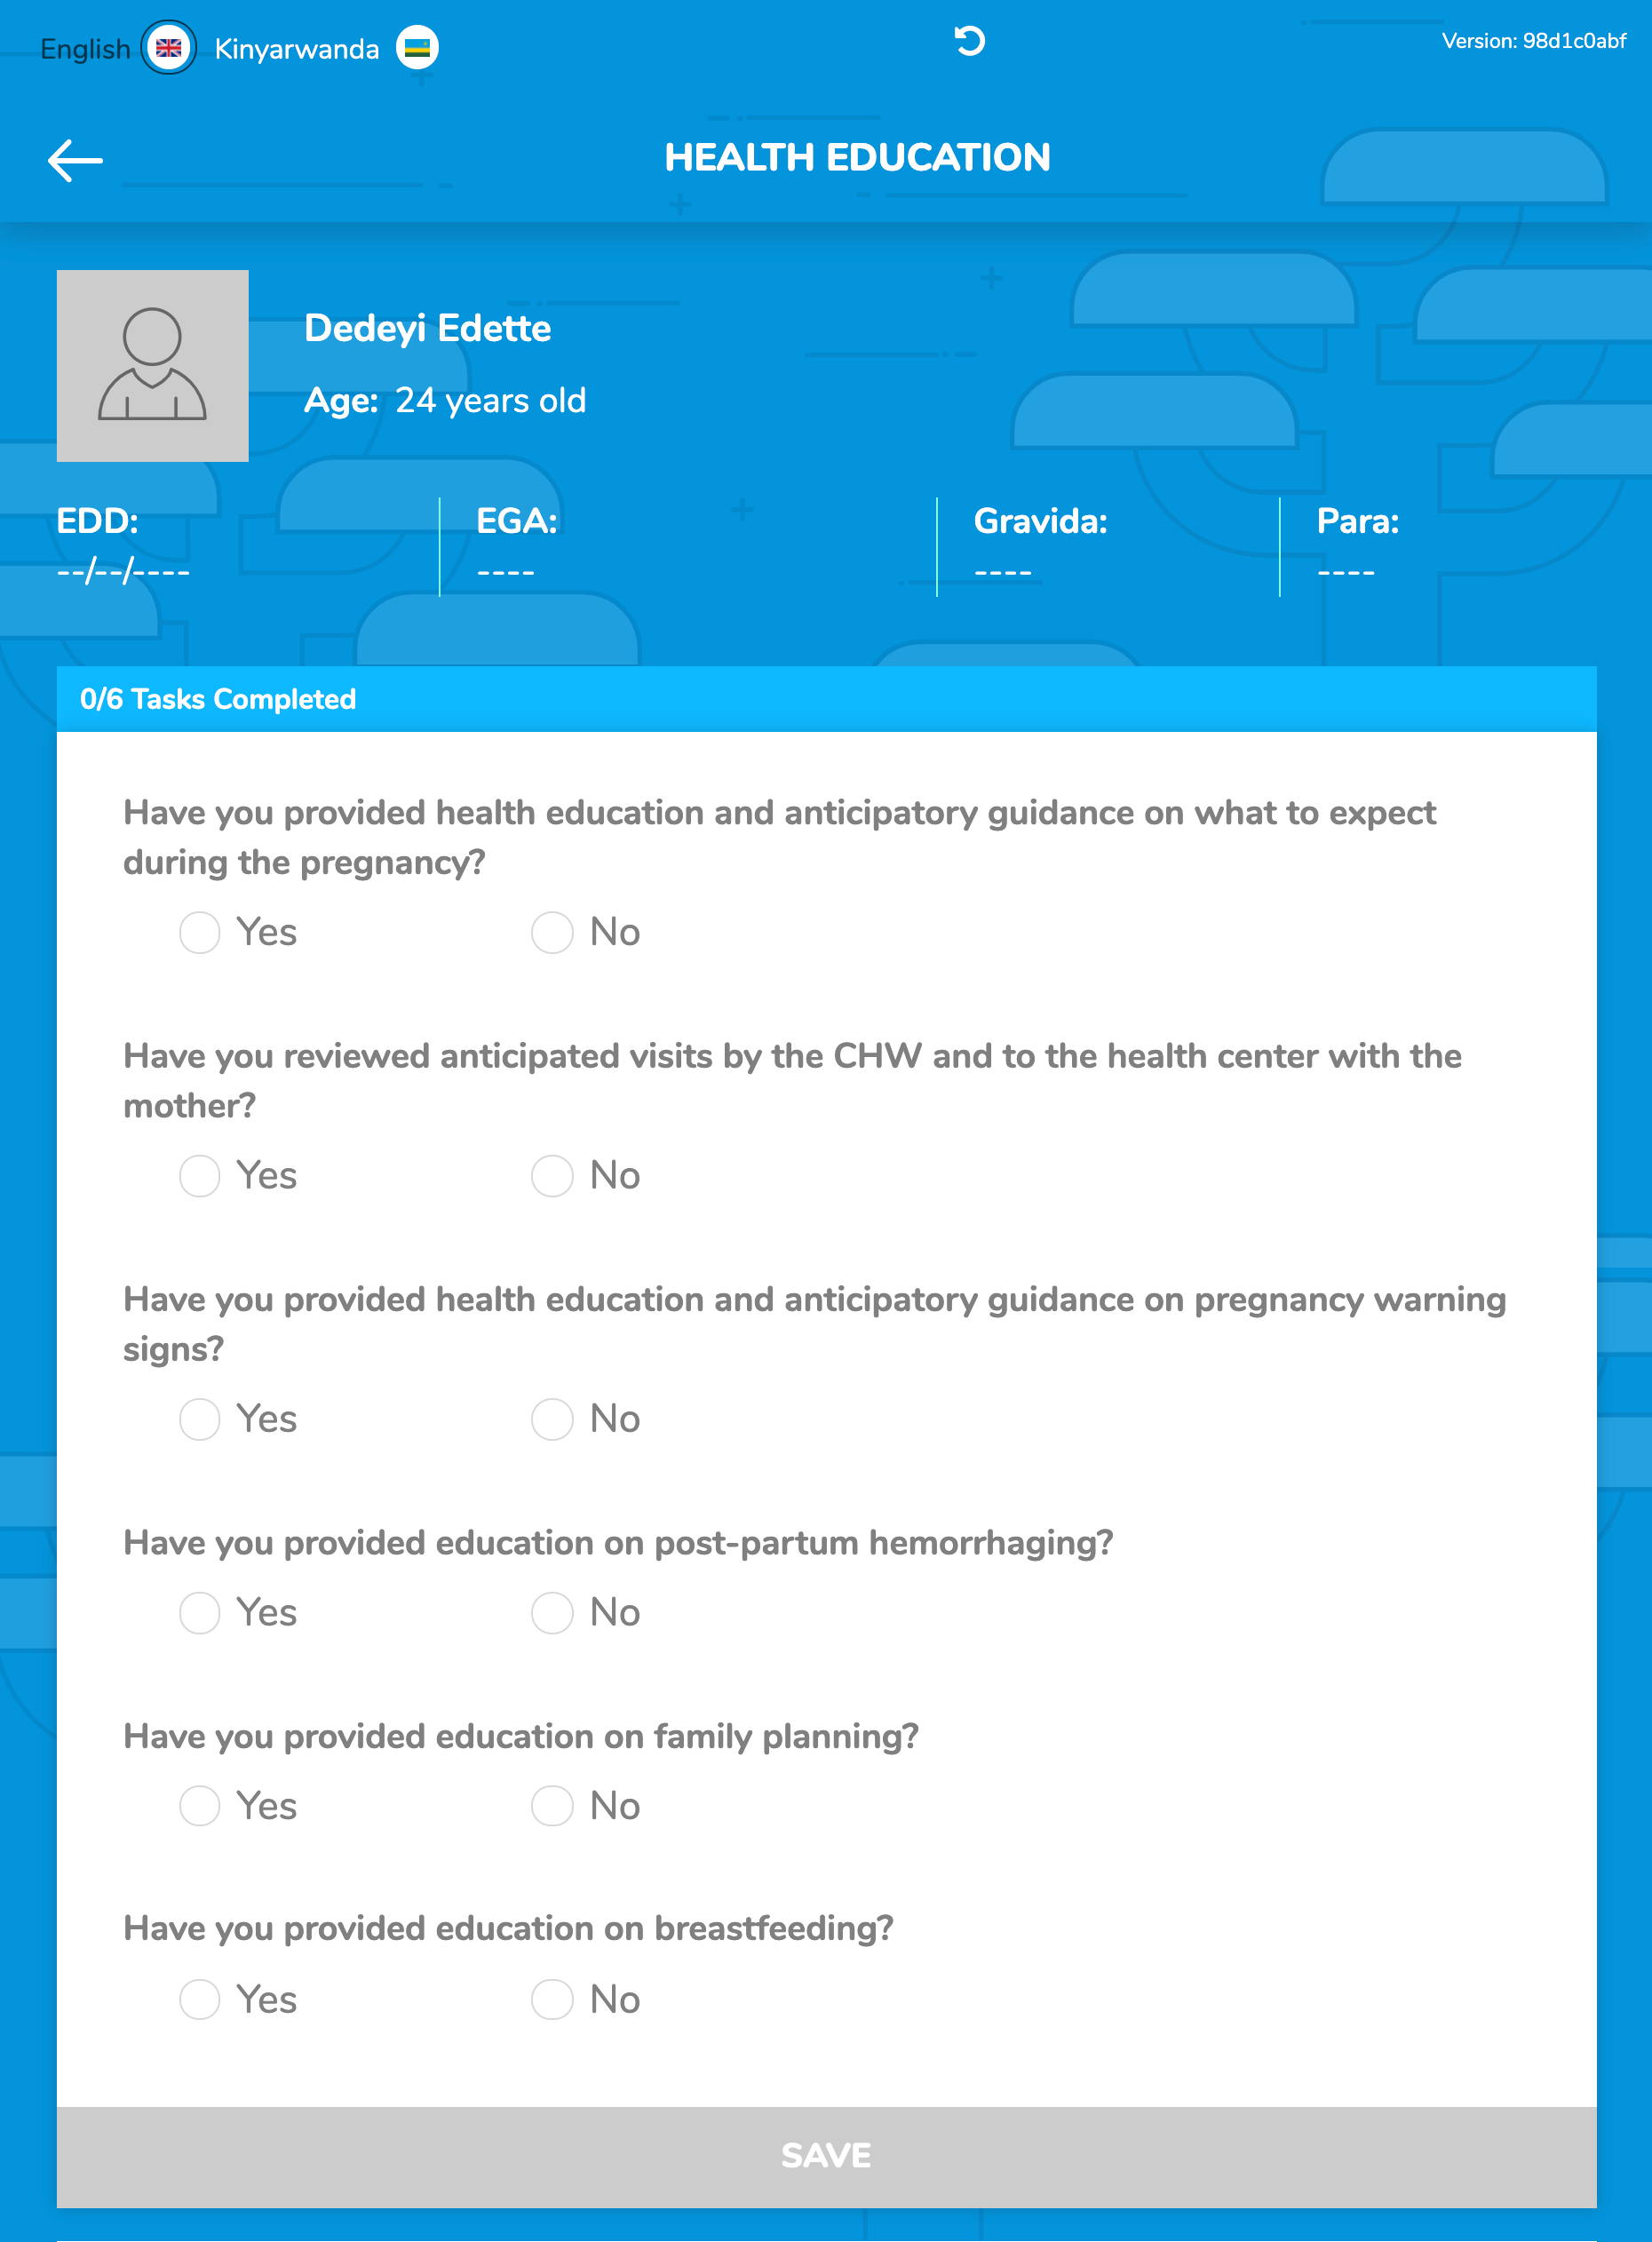 English Kinyarwanda Version: 98d1c0abf
HEALTH EDUCATION
Dedeyi Edette
Age: 24 years old
EDD: EGA: Gravida: Para:
--/--/---- ---- ---- ----
0/6 Tasks Completed
Have you provided health education and anticipatory guidance on what to expect
during the pregnancy?
Yes No
Have you reviewed anticipated visits by the CHW and to the health center with the
mother?
Yes No
Have you provided health education and anticipatory guidance on pregnancy warning
signs?
Yes No
Have you provided education on post-partum hemorrhaging?
Yes No
Have you provided education on family planning?
Yes No
Have you provided education on breastfeeding?
Yes No
SAVE